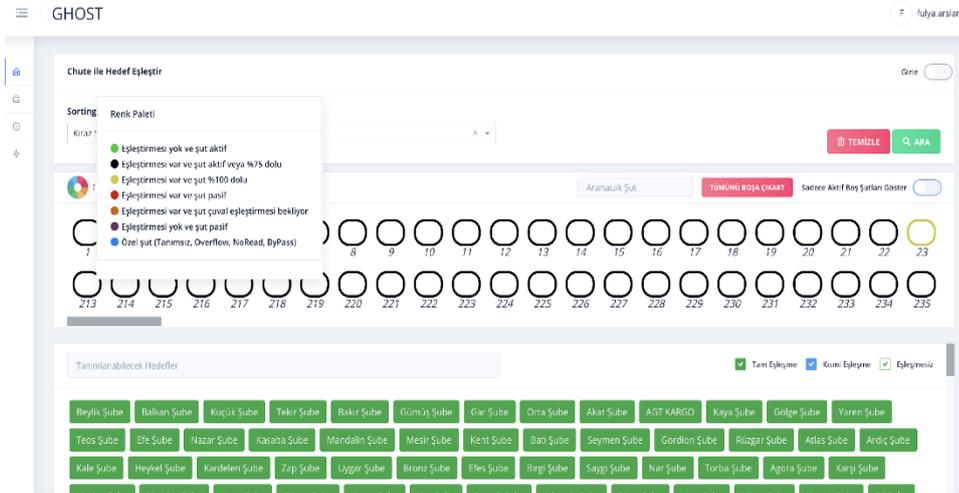 GHOST
F fulya.arslan
Chute ile Hedef Eşleştir
Gizle
Sorting
Kiraz
Renk Paleti
Eşleştirmesi yok ve şut aktif
Eşleştirmesi var ve şut aktif veya %75 dolu
Eşleştirmesi var ve şut %100 dolu
Eşleştirmesi var ve şut pasif
Eşleştirmesi var ve şut çuval eşleştirmesi bekliyor
Eşleştirmesi yok ve şut pasif
Özel şut (Tanımsız, Overflow, NoRead, ByPass)
TEMİZLE ARA
Aranacak Şut TÜMÜNÜ BOŞA ÇIKART Sadece Aktif Boş Şutları Göster
1 8 9 10 11 12 13 14 15 16 17 18 19 20 21 22 23
213 214 215 216 217 218 219 220 221 222 223 224 225 226 227 228 229 230 231 232 233 234 235
Tanımlanabilecek Hedefler Tam Eşleşme Kısmi Eşleşme Eşleşmesiz
Beylik Şube Balkan Şube Küçük Şube Tekir Şube Bakır Şube Gümüş Şube Gar Şube Orta Şube Akat Şube AGT KARGO Kaya Şube Gölge Şube Yaren Şube
Teos Şube Efe Şube Nazar Şube Kasaba Şube Mandalin Şube Mesir Şube Kent Şube Batı Şube Seymen Şube Gordion Şube Rüzgar Şube Atlas Şube Ardıç Şube
Kale Şube Heykel Şube Kardelen Şube Zap Şube Uygar Şube Bronz Şube Efes Şube Birgi Şube Saygı Şube Nar Şube Torba Şube Agora Şube Karşı Şube